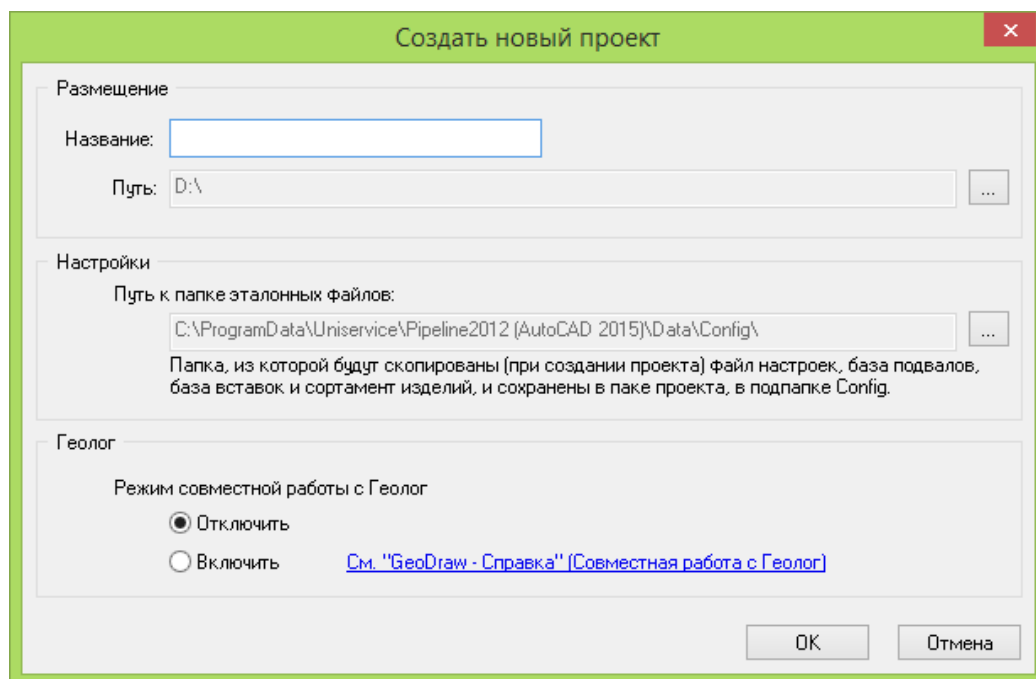 Создать новый проект
Размещение
Название:
Путь: D:\ ...
Настройки
Путь к папке эталонных файлов:
C:\ProgramData\Uniservice\Pipeline2012 (AutoCAD 2015)\Data\Config\ ...
Папка, из которой будут скопированы (при создании проекта) файл настроек, база подвалов,
база вставок и сортамент изделий, и сохранены в паке проекта, в подпапке Config.
Геолог
Режим совместной работы с Геолог
Отключить
Включить См. "GeoDraw - Справка" (Совместная работа с Геолог)
OK Отмена